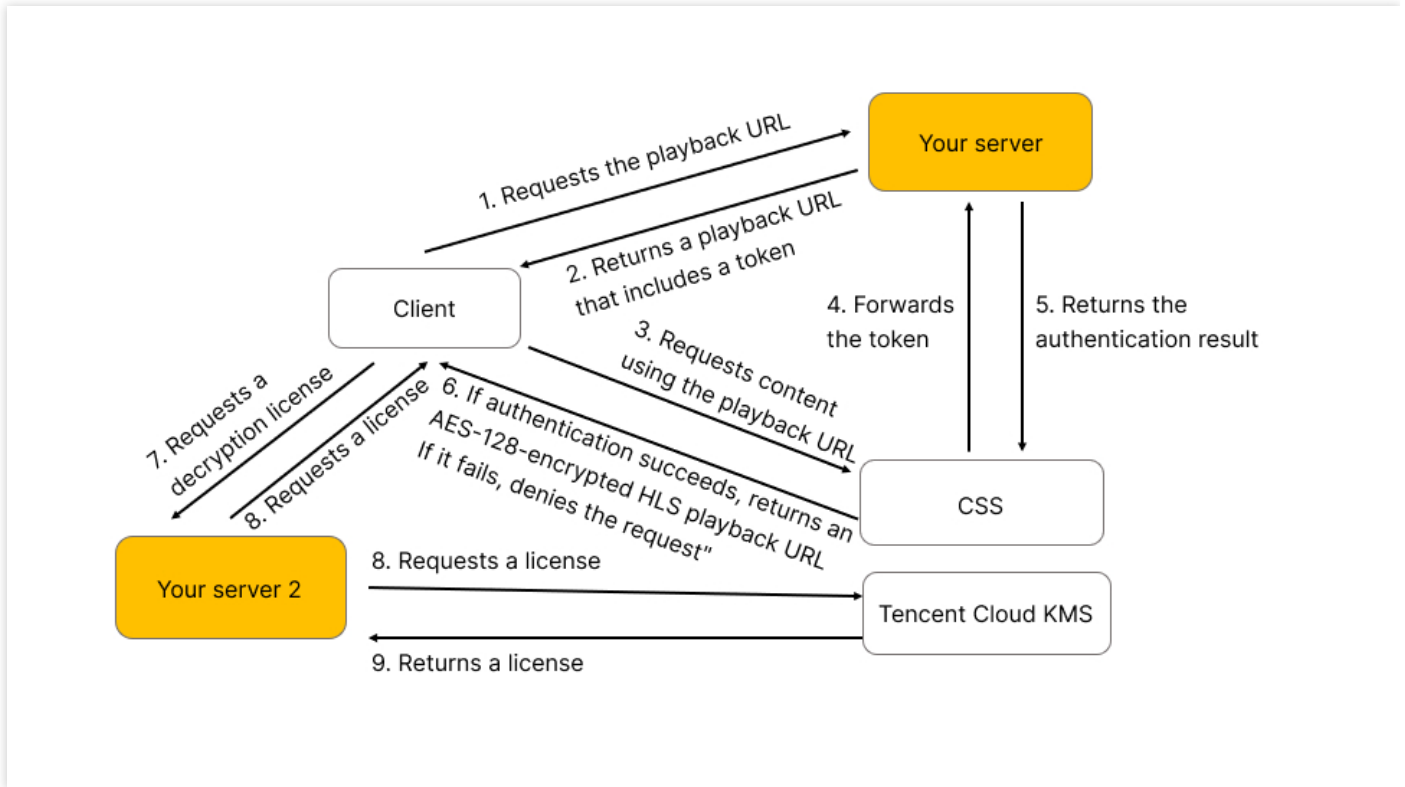 1. Requests the playback URL
Your server
2. Returns a playback URL
that includes a token
Client
3. Requests content
using the playback URL
4. Forwards
the token
5. Returns the
authentication result
6. If authentication succeeds, returns an
AES-128-encrypted HLS playback URL
If it fails, denies the request"
7. Requests a
decryption license
8. Requests a license
CSS
Your server 2
8. Requests a license
Tencent Cloud KMS
9. Returns a license